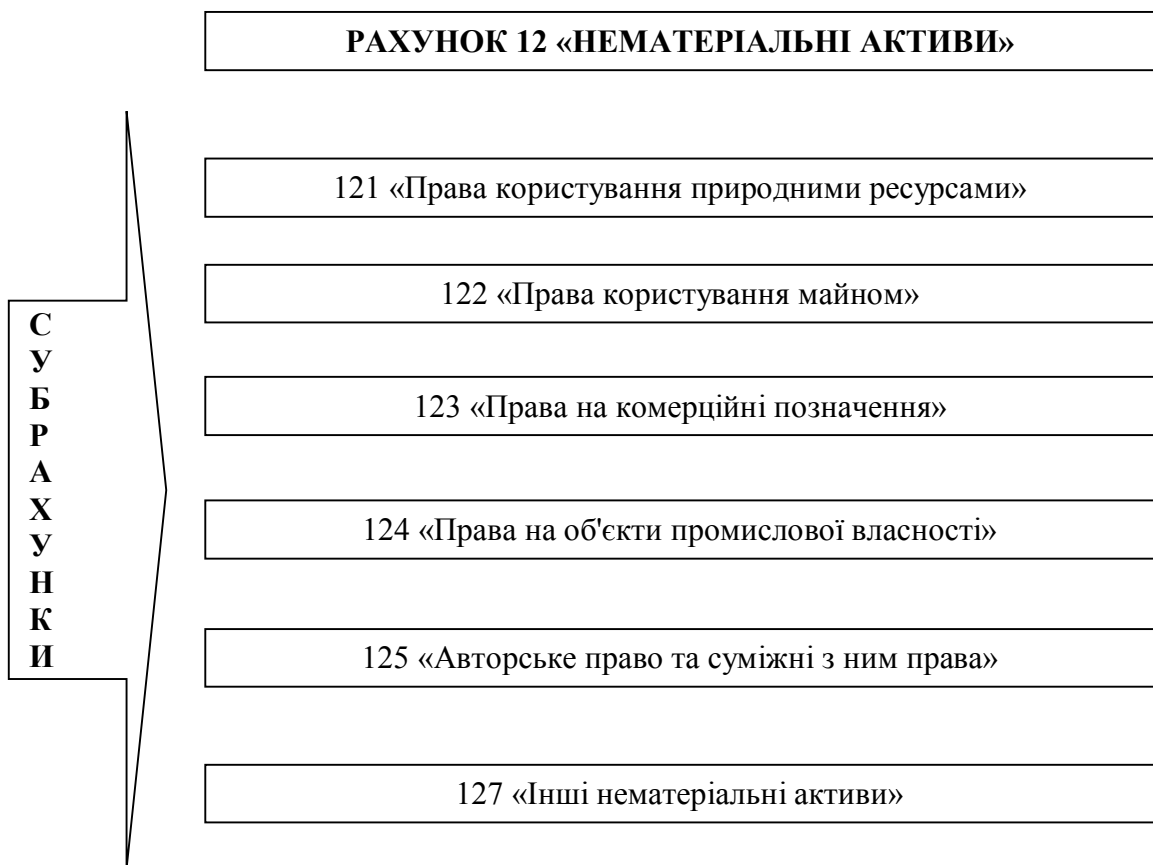 РАХУНОК 12 «НЕМАТЕРІАЛЬНІ АКТИВИ»
121 «Права користування природними ресурсами»
122 «Права користування майном»
123 «Права на комерційні позначення»
124 «Права на об'єкти промислової власності»
125 «Авторське право та суміжні з ним права»
127 «Інші нематеріальні активи»
С
У
Б
Р
А
Х
У
Н
К
И